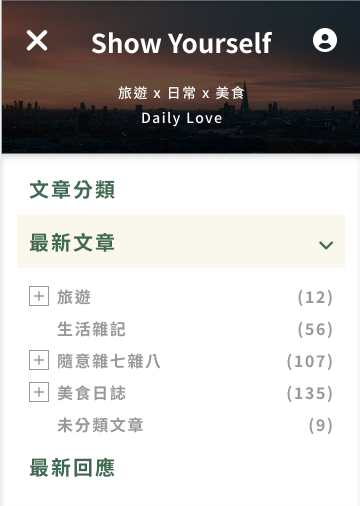 Show Yourself
旅遊 x 日常 x 美食
Daily Love
文章分類
最新文章
旅遊 (12)
生活雜記 (56)
隨意雜七雜八 (107)
美食日誌 (135)
未分類文章 (9)
最新回應